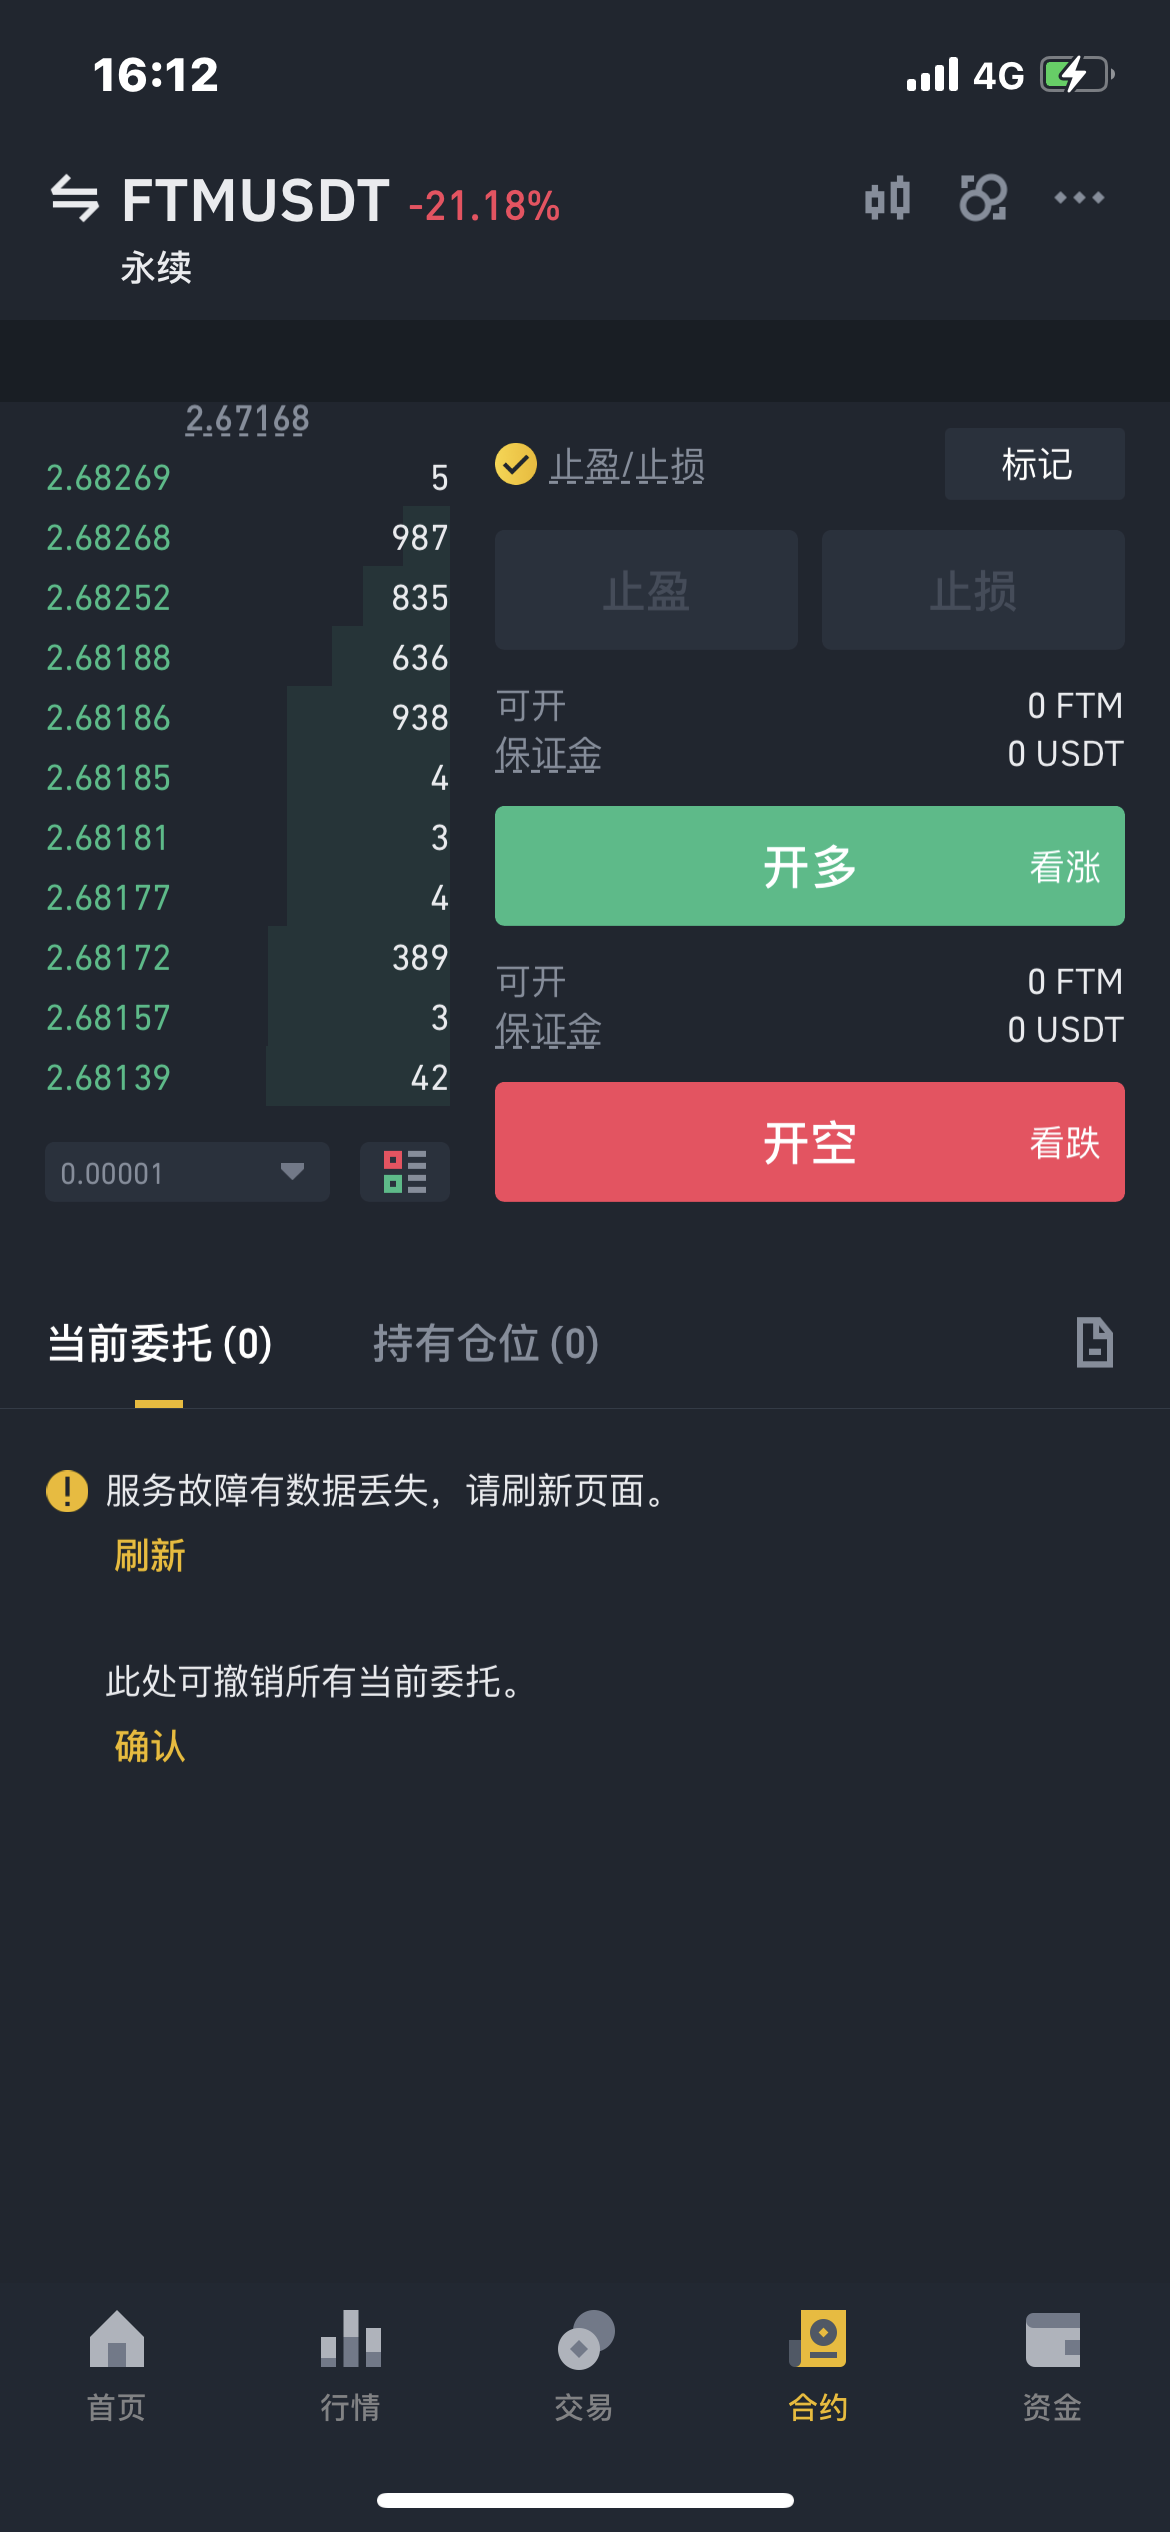 16:12
4G
FTMUSDT -21.18%
永续
2.67168
2.68269 5
2.68268 987
2.68252 835
2.68188 636
2.68186 938
2.68185 4
2.68181 3
2.68177 4
2.68172 389
2.68157 3
2.68139 42
0.00001
止盈/止损
标记
止盈 止损
可开 0 FTM
保证金 0 USDT
开多 看涨
可开 0 FTM
保证金 0 USDT
开空 看跌
当前委托 (0) 持有仓位 (0)
服务故障有数据丢失，请刷新页面。
刷新
此处可撤销所有当前委托。
确认
首页 行情 交易 合约 资金